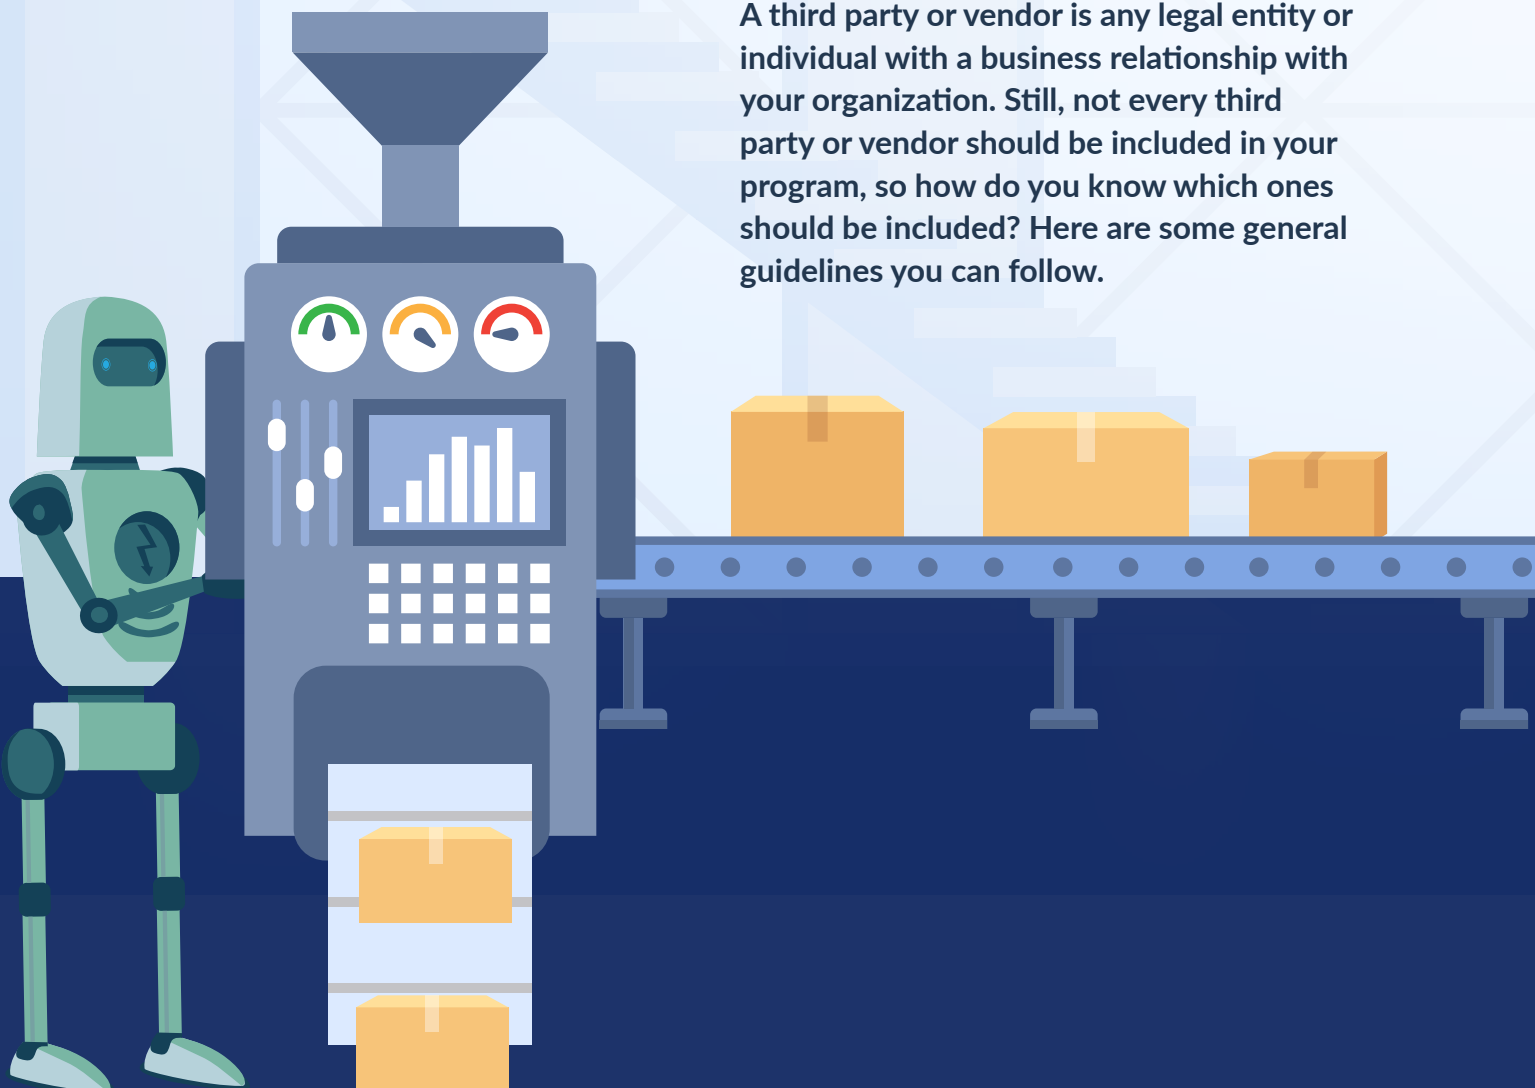 A third party or vendor is any legal entity or
individual with a business relationship with
your organization. Still, not every third
party or vendor should be included in your
program, so how do you know which ones
should be included? Here are some general
guidelines you can follow.